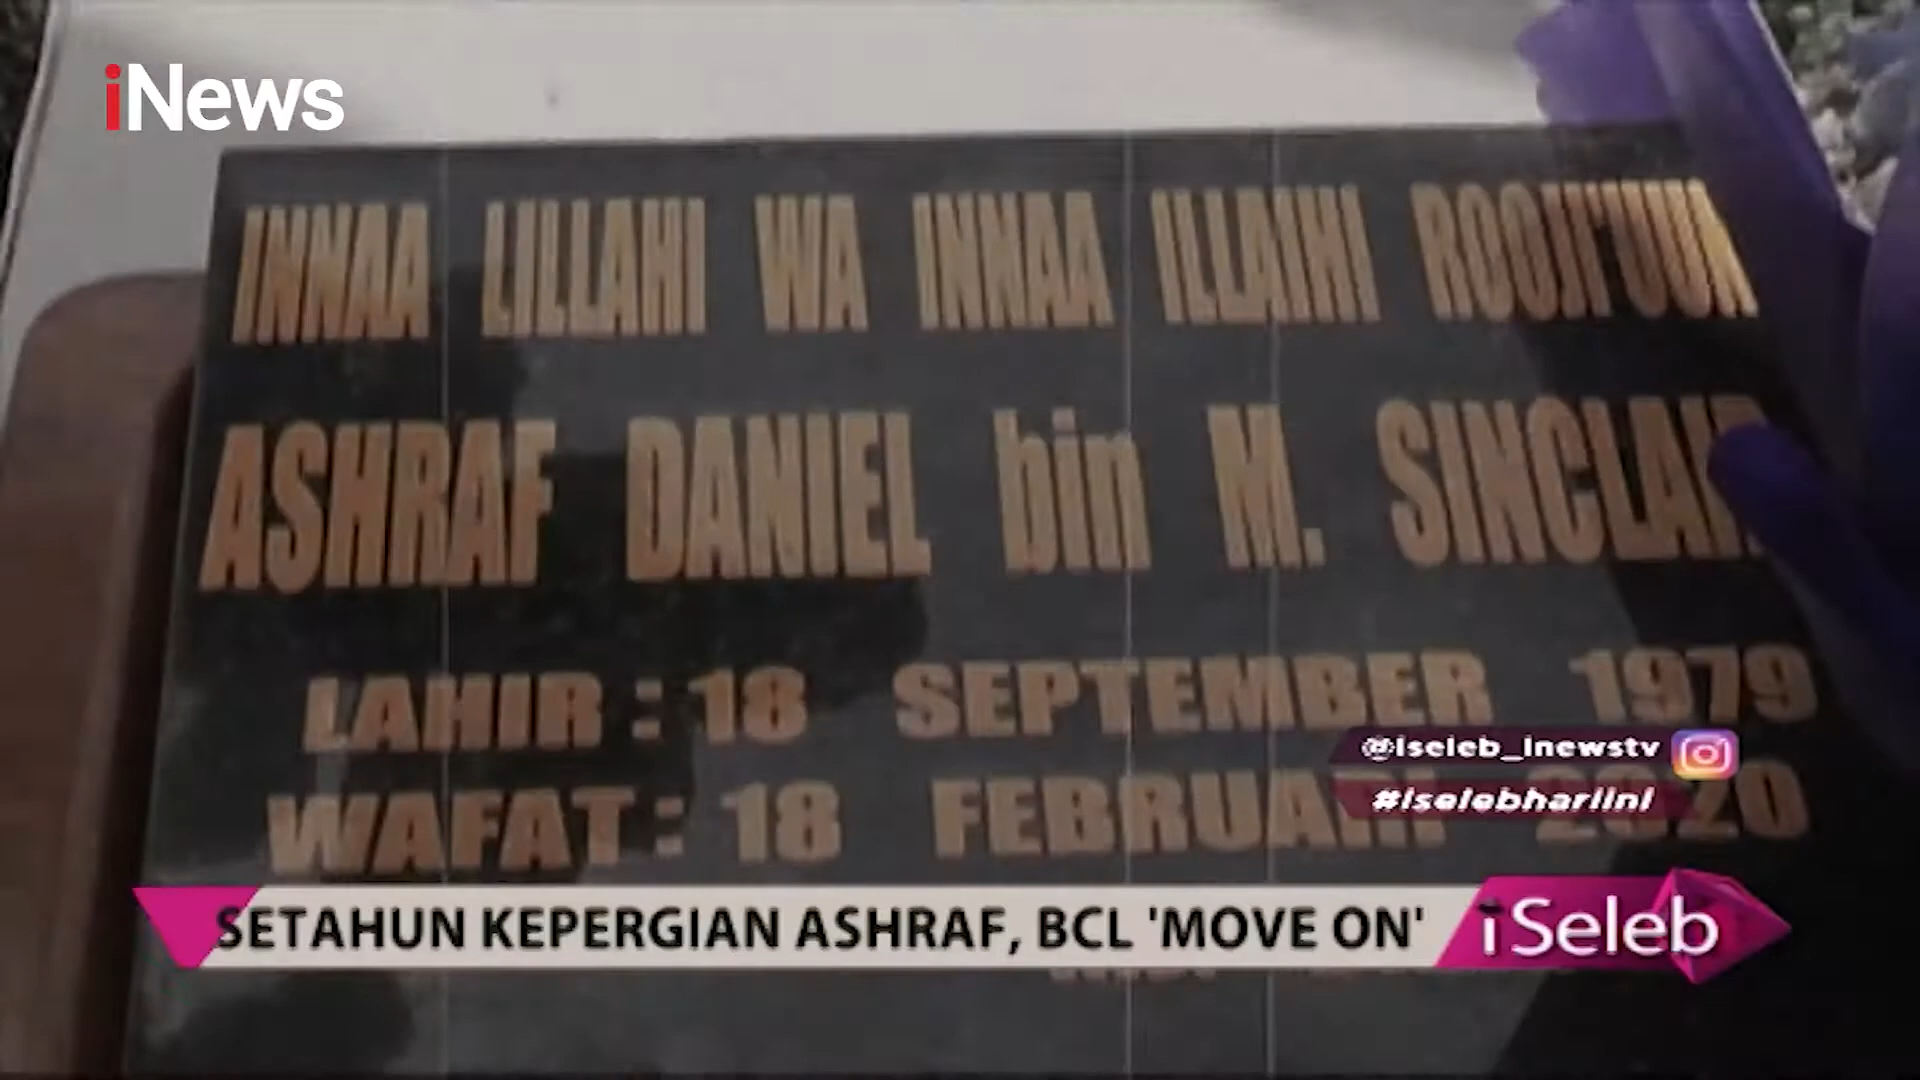 iNews
INNAA LILLAHI WA INNAA ILLAIHI ROOJI'UUN
ASHRAF DANIEL bin M. SINCLAIR
LAHIR : 18 SEPTEMBER 1979
@iseleb_inewstv
WAFAT : 18 FEBRUARI 2020
#iselebhariini
SETAHUN KEPERGIAN ASHRAF, BCL 'MOVE ON'
iSeleb